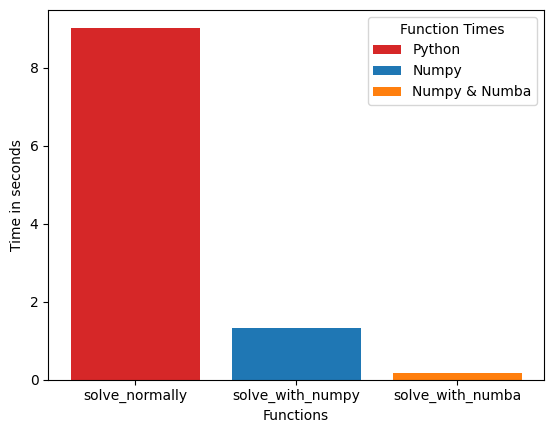 Function Times
Python
Numpy
Numpy & Numba
Time in seconds
8
6
4
2
0
solve_normally
solve_with_numpy
solve_with_numba
Functions